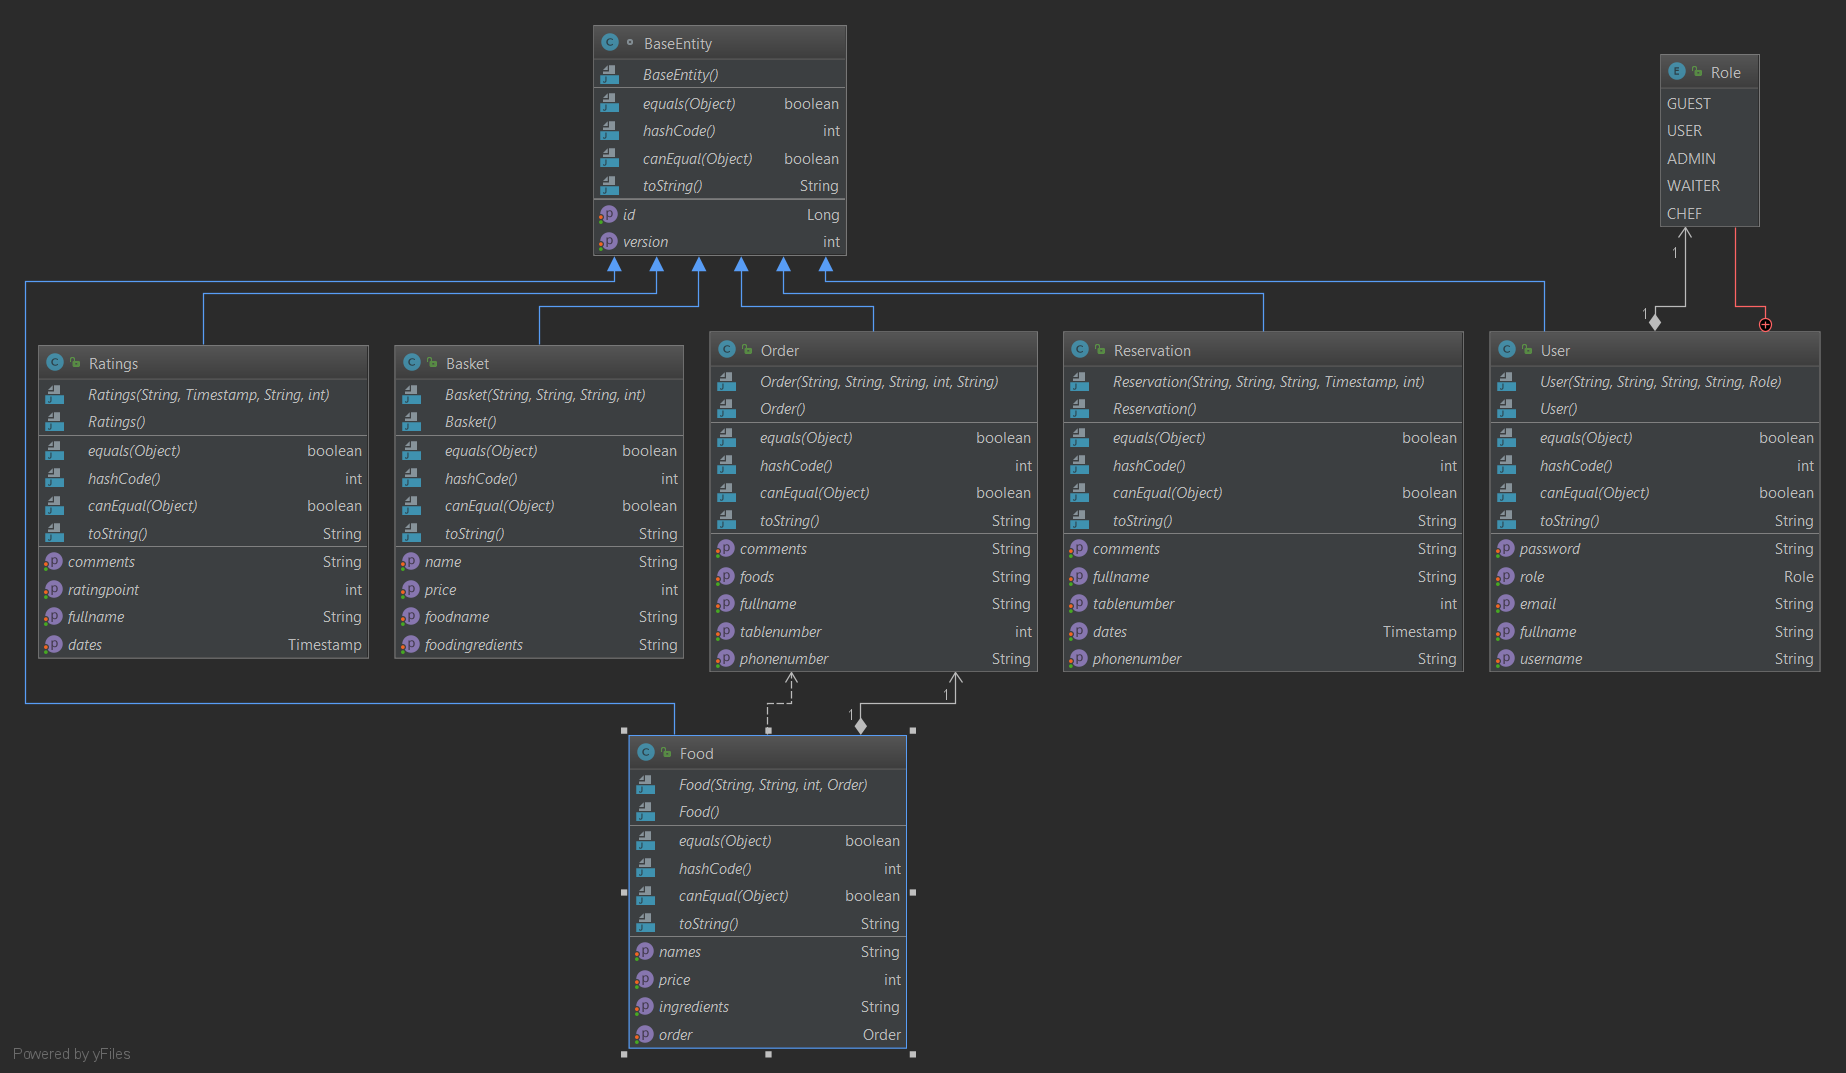 BaseEntity
BaseEntity()
equals(Object) boolean
hashCode() int
canEqual(Object) boolean
toString() String
id Long
version int
Role
GUEST
USER
ADMIN
WAITER
CHEF
1
1
Ratings
Ratings(String, Timestamp, String, int)
Ratings()
equals(Object) boolean
hashCode() int
canEqual(Object) boolean
toString() String
comments String
ratingpoint int
fullname String
dates Timestamp
Basket
Basket(String, String, String, int)
Basket()
equals(Object) boolean
hashCode() int
canEqual(Object) boolean
toString() String
name String
price int
foodname String
foodingredients String
Order
Order(String, String, String, int, String)
Order()
equals(Object) boolean
hashCode() int
canEqual(Object) boolean
toString() String
comments String
foods String
fullname String
tablenumber int
phonenumber String
Reservation
Reservation(String, String, String, Timestamp, int)
Reservation()
equals(Object) boolean
hashCode() int
canEqual(Object) boolean
toString() String
comments String
fullname String
tablenumber int
dates Timestamp
phonenumber String
User
User(String, String, String, String, Role)
User()
equals(Object) boolean
hashCode() int
canEqual(Object) boolean
toString() String
password String
role Role
email String
fullname String
username String
1
1
Food
Food(String, String, int, Order)
Food()
equals(Object) boolean
hashCode() int
canEqual(Object) boolean
toString() String
names String
price int
ingredients String
order Order
Powered by yFiles